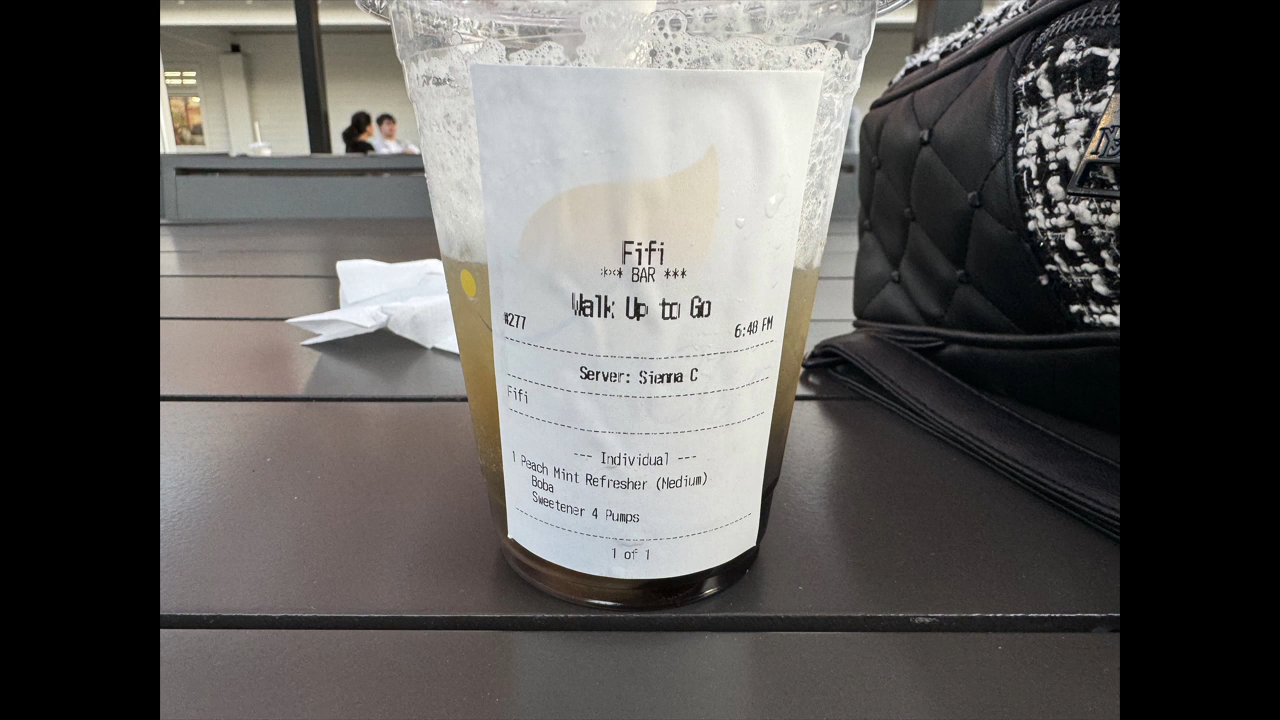 Fifi
*** BAR ***
Walk Up to Go
#277 6:48 PM
Server: Sienna C
Fifi
--- Individual ---
1 Peach Mint Refresher (Medium)
Boba
Sweetener 4 Pumps
1 of 1